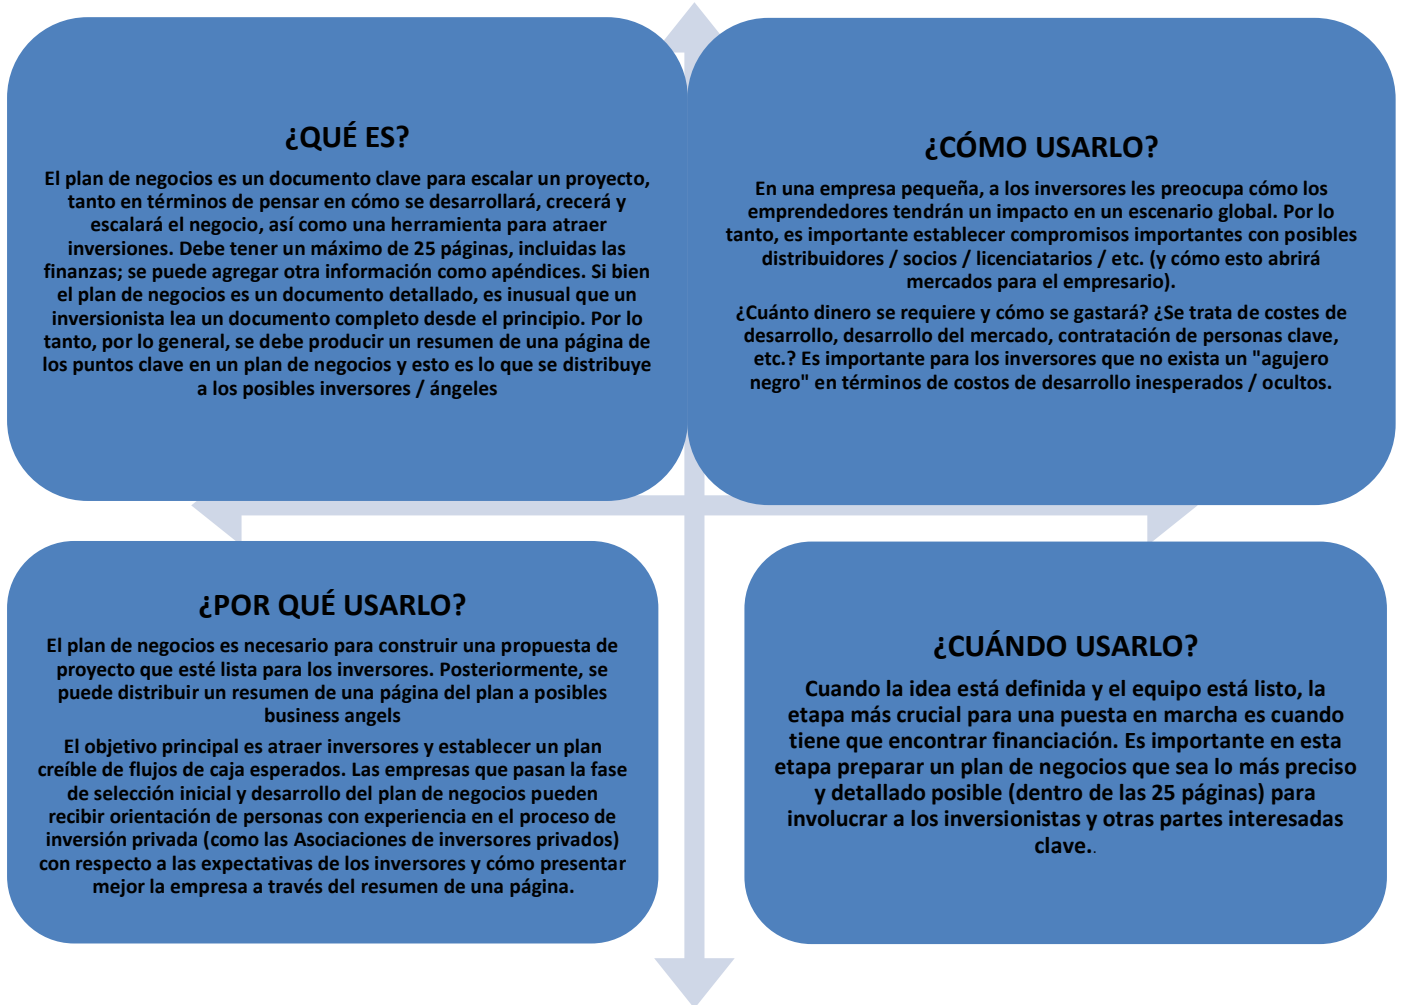 ¿QUÉ ES?
El plan de negocios es un documento clave para escalar un proyecto,
tanto en términos de pensar en cómo se desarrollará, crecerá y
escalará el negocio, así como una herramienta para atraer
inversiones. Debe tener un máximo de 25 páginas, incluidas las
finanzas; se puede agregar otra información como apéndices. Si bien
el plan de negocios es un documento detallado, es inusual que un
inversionista lea un documento completo desde el principio. Por lo
tanto, por lo general, se debe producir un resumen de una página de
los puntos clave en un plan de negocios y esto es lo que se distribuye
a los posibles inversores / ángeles
¿CÓMO USARLO?
En una empresa pequeña, a los inversores les preocupa cómo los
emprendedores tendrán un impacto en un escenario global. Por lo
tanto, es importante establecer compromisos importantes con posibles
distribuidores / socios / licenciatarios / etc. (y cómo esto abrirá
mercados para el empresario).
¿Cuánto dinero se requiere y cómo se gastará? ¿Se trata de costes de
desarrollo, desarrollo del mercado, contratación de personas clave,
etc.? Es importante para los inversores que no exista un "agujero
negro" en términos de costos de desarrollo inesperados / ocultos.
¿POR QUÉ USARLO?
El plan de negocios es necesario para construir una propuesta de
proyecto que esté lista para los inversores. Posteriormente, se
puede distribuir un resumen de una página del plan a posibles
business angels
El objetivo principal es atraer inversores y establecer un plan
creíble de flujos de caja esperados. Las empresas que pasan la fase
de selección inicial y desarrollo del plan de negocios pueden
recibir orientación de personas con experiencia en el proceso de
inversión privada (como las Asociaciones de inversores privados)
con respecto a las expectativas de los inversores y cómo presentar
mejor la empresa a través del resumen de una página.
¿CUÁNDO USARLO?
Cuando la idea está definida y el equipo está listo, la
etapa más crucial para una puesta en marcha es cuando
tiene que encontrar financiación. Es importante en esta
etapa preparar un plan de negocios que sea lo más preciso
y detallado posible (dentro de las 25 páginas) para
involucrar a los inversionistas y otras partes interesadas
clave..